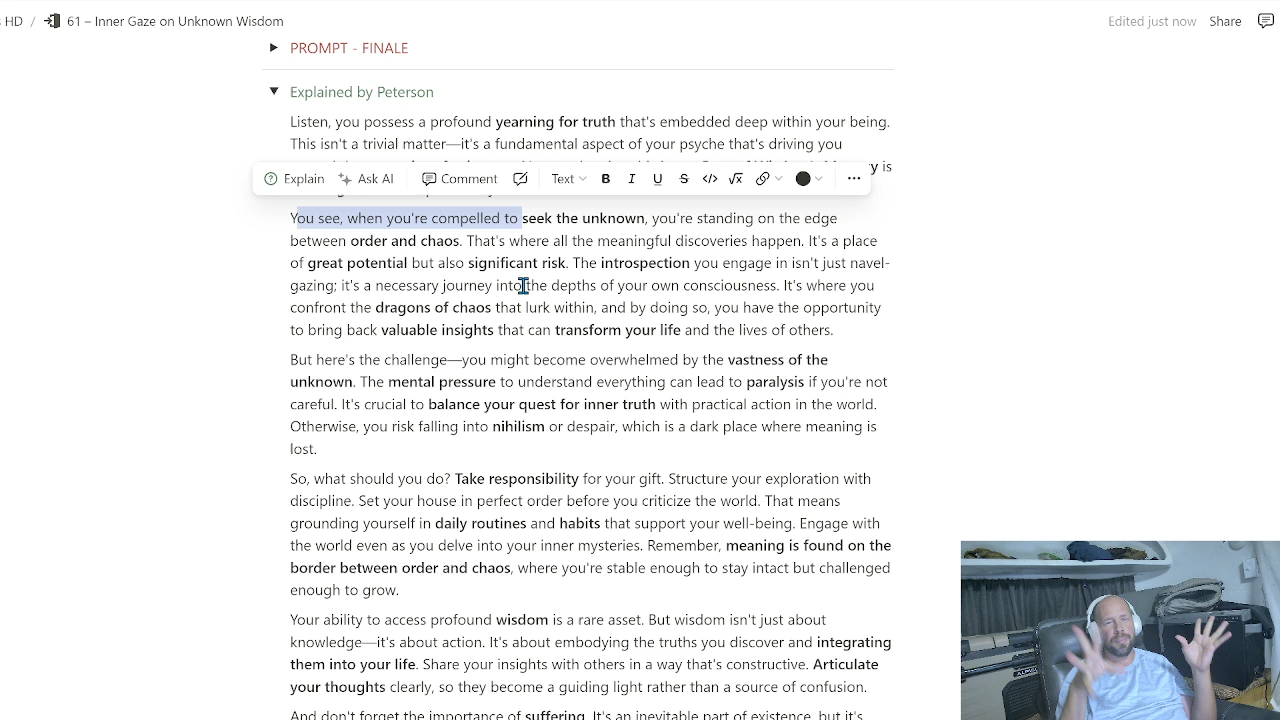 s HD / 61 – Inner Gaze on Unknown Wisdom
Edited just now Share
PROMPT - FINALE
Explained by Peterson
Listen, you possess a profound yearning for truth that's embedded deep within your being.
This isn't a trivial matter—it's a fundamental aspect of your psyche that's driving you
is
Explain Ask AI Comment Text B I U S </> √x
You see, when you're compelled to seek the unknown, you're standing on the edge
between order and chaos. That's where all the meaningful discoveries happen. It's a place
of great potential but also significant risk. The introspection you engage in isn't just navel-
gazing; it's a necessary journey into the depths of your own consciousness. It's where you
confront the dragons of chaos that lurk within, and by doing so, you have the opportunity
to bring back valuable insights that can transform your life and the lives of others.
But here's the challenge—you might become overwhelmed by the vastness of the
unknown. The mental pressure to understand everything can lead to paralysis if you're not
careful. It's crucial to balance your quest for inner truth with practical action in the world.
Otherwise, you risk falling into nihilism or despair, which is a dark place where meaning is
lost.
So, what should you do? Take responsibility for your gift. Structure your exploration with
discipline. Set your house in perfect order before you criticize the world. That means
grounding yourself in daily routines and habits that support your well-being. Engage with
the world even as you delve into your inner mysteries. Remember, meaning is found on the
border between order and chaos, where you're stable enough to stay intact but challenged
enough to grow.
Your ability to access profound wisdom is a rare asset. But wisdom isn't just about
knowledge—it's about action. It's about embodying the truths you discover and integrating
them into your life. Share your insights with others in a way that's constructive. Articulate
your thoughts clearly, so they become a guiding light rather than a source of confusion.
And don't forget the importance of suffering. It's an inevitable part of existence, but it's